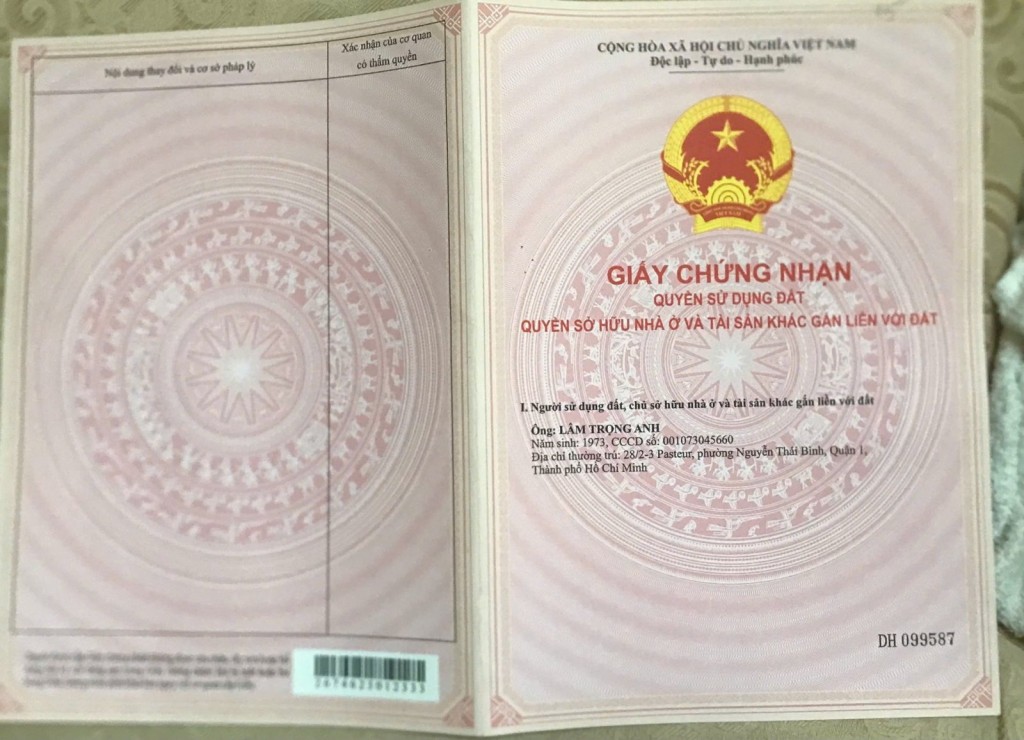 Nội dung thay đổi và cơ sở pháp lý
Xác nhận của cơ quan
có thẩm quyền
CỘNG HÒA XÃ HỘI CHỦ NGHĨA VIỆT NAM
Độc lập - Tự do - Hạnh phúc
GIẤY CHỨNG NHẬN
QUYỀN SỬ DỤNG ĐẤT
QUYỀN SỞ HỮU NHÀ Ở VÀ TÀI SẢN KHÁC GẮN LIỀN VỚI ĐẤT
I. Người sử dụng đất, chủ sở hữu nhà ở và tài sản khác gắn liền với đất
Ông: LÂM TRỌNG ANH
Năm sinh: 1973, CCCD số: 001073045660
Địa chỉ thường trú: 28/2-3 Pasteur, phường Nguyễn Thái Bình, Quận 1,
Thành phố Hồ Chí Minh
DH 099587